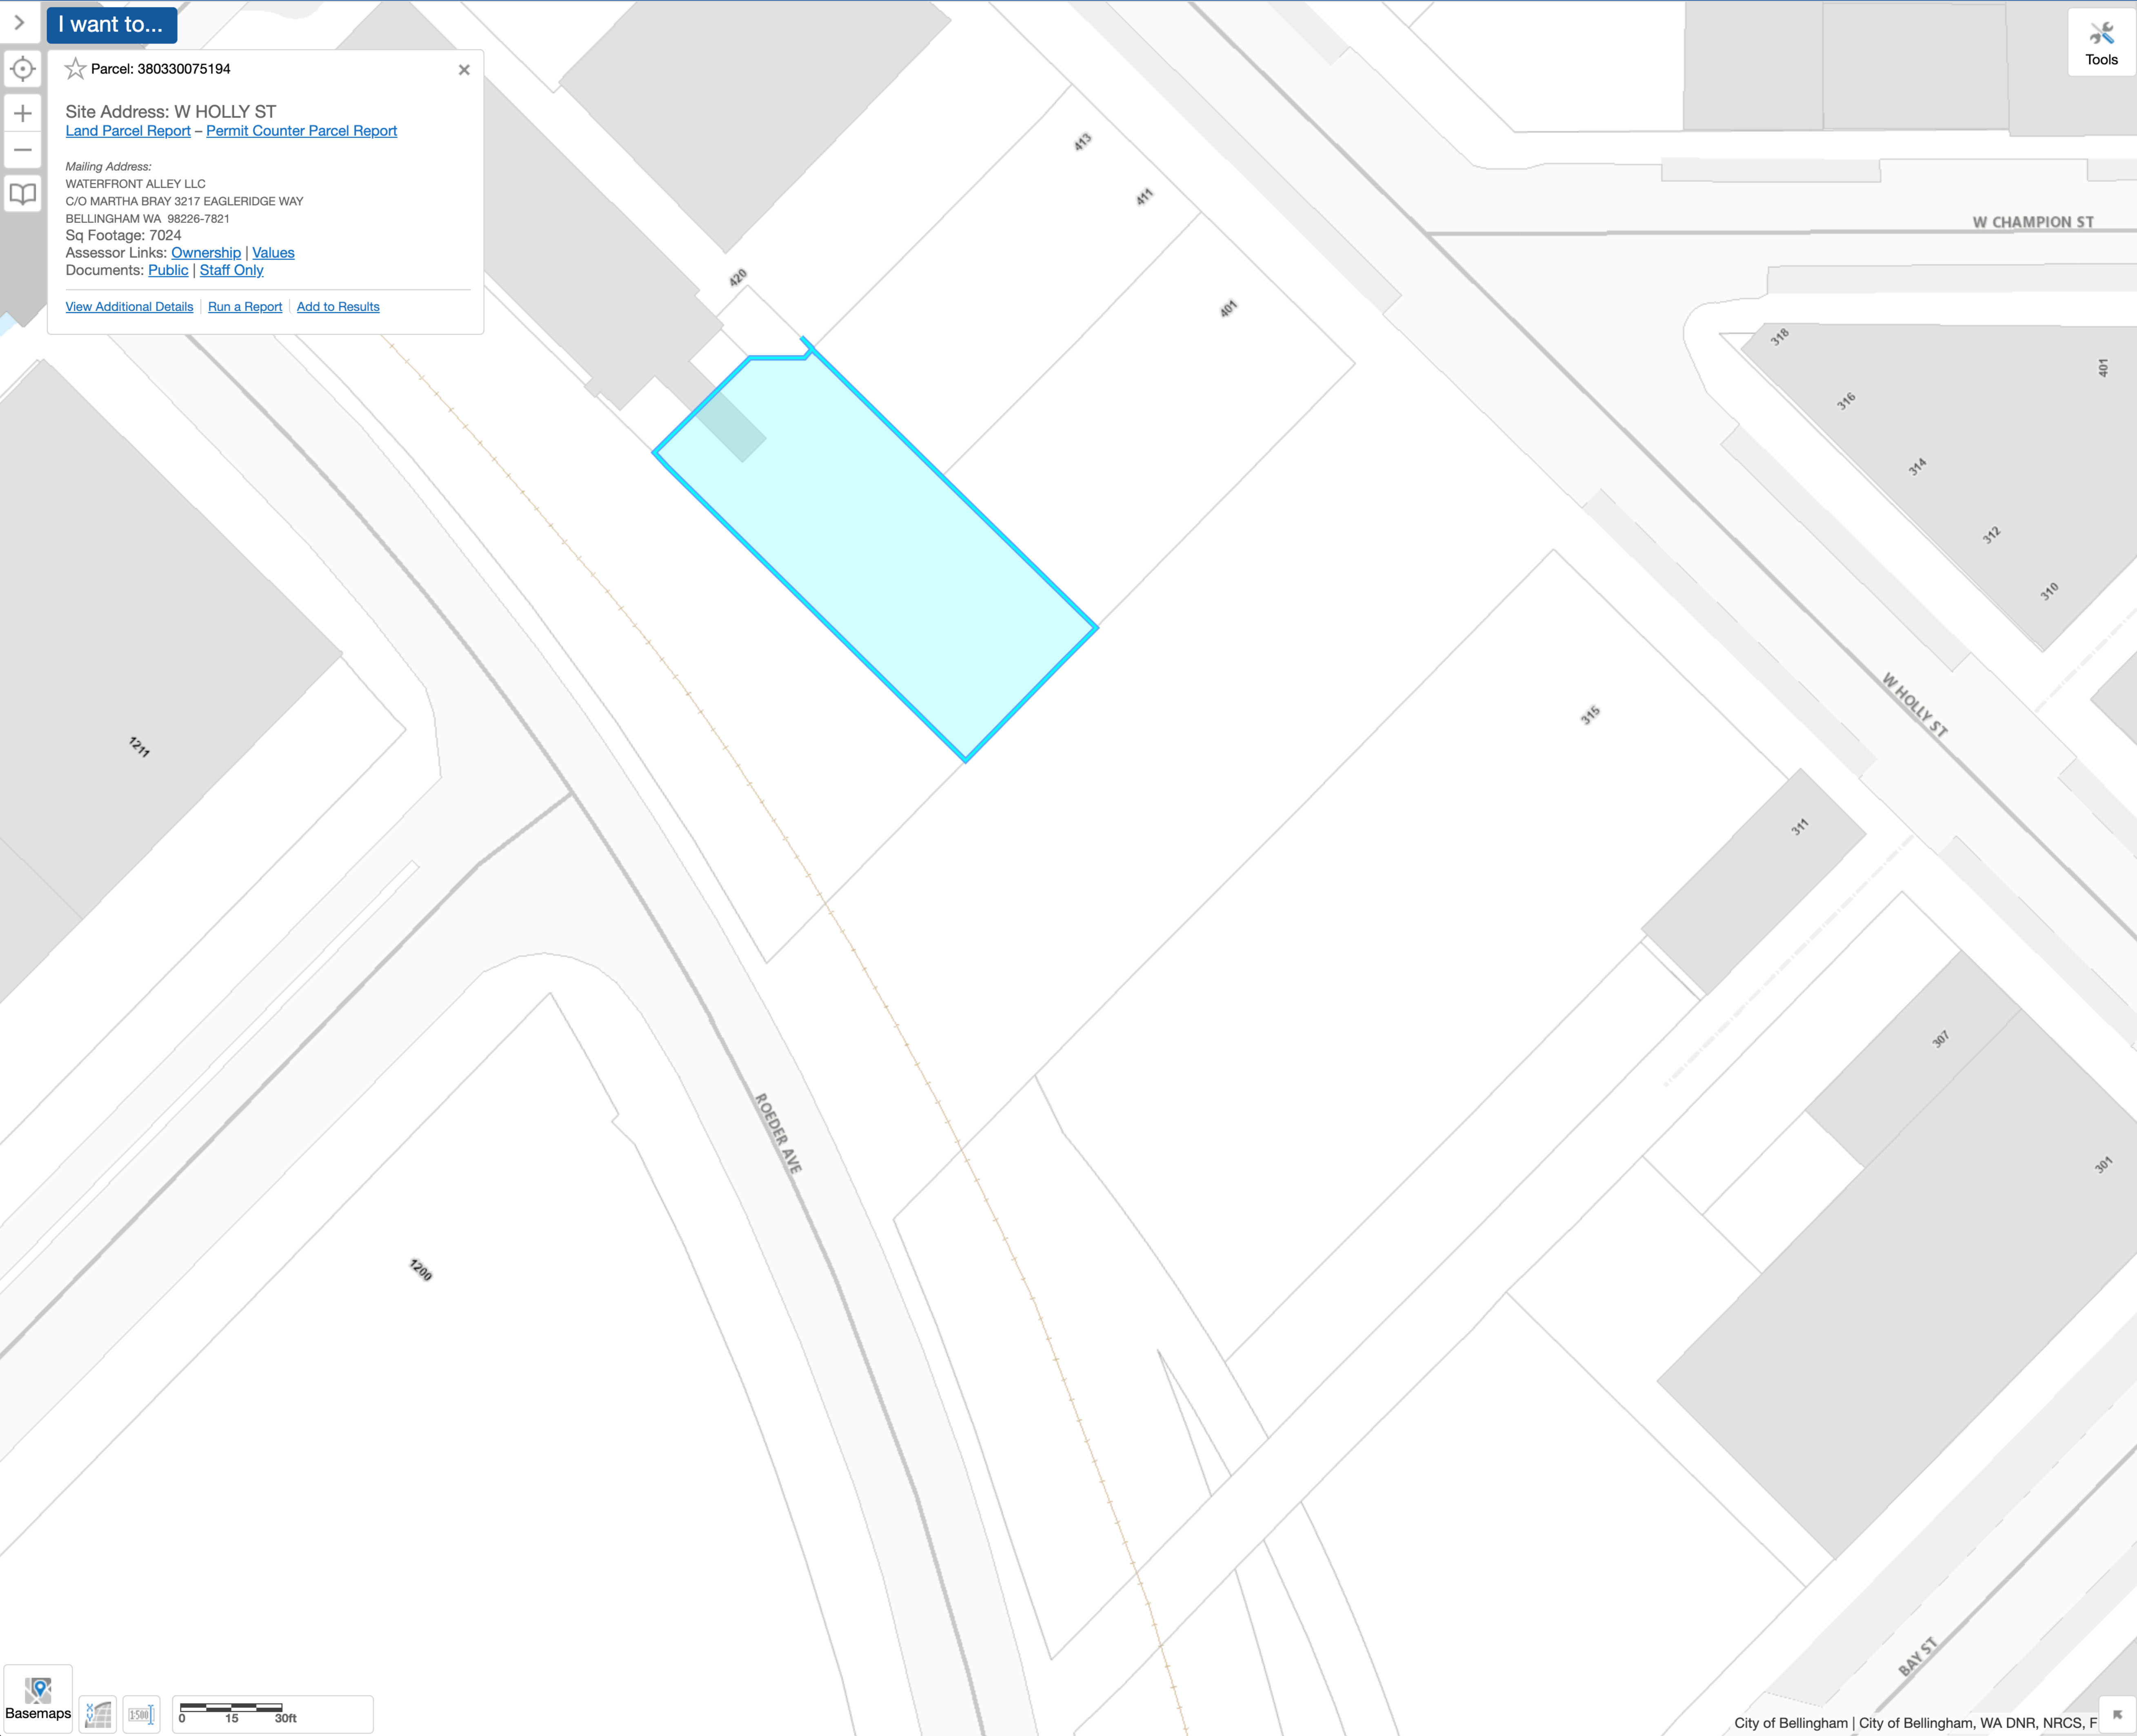 I want to...
Tools
Parcel: 380330075194
Site Address: W HOLLY ST
Land Parcel Report – Permit Counter Parcel Report
Mailing Address:
WATERFRONT ALLEY LLC
C/O MARTHA BRAY 3217 EAGLERIDGE WAY
BELLINGHAM WA 98226-7821
Sq Footage: 7024
Assessor Links: Ownership | Values
Documents: Public | Staff Only
View Additional Details | Run a Report | Add to Results
413
411
W CHAMPION ST
420
401
318
401
316
314
312
310
W HOLLY ST
315
1211
311
307
ROEDER AVE
301
1200
BAY ST
Basemaps
1:500
0 15 30ft
City of Bellingham | City of Bellingham, WA DNR, NRCS, F